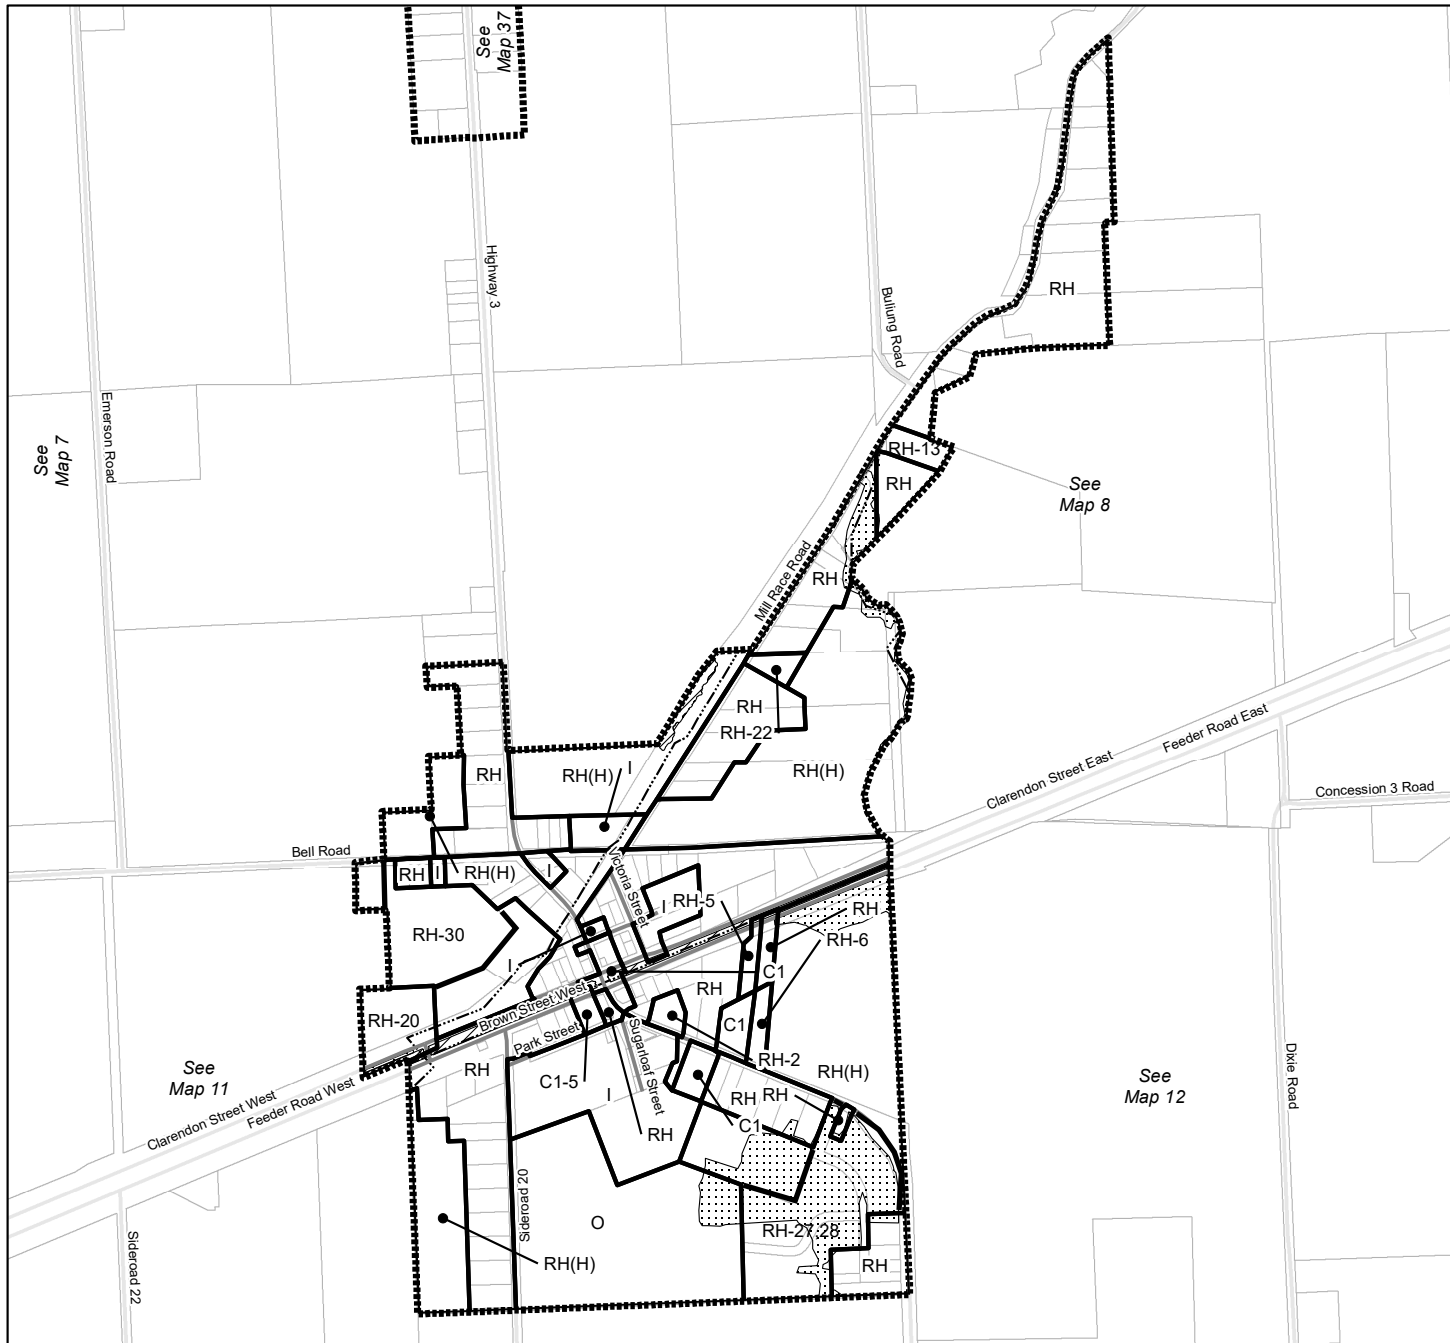 See
Map 37
Highway 3
RH
Buliung Road
Emerson Road
See
Map 7
RH-13
RH
See
Map 8
Mill Race Road
RH
RH
RH-22
RH
RH(H)
I
RH(H)
Clarendon Street East
Feeder Road East
Concession 3 Road
Bell Road
RH
I
RH(H)
I
Victoria Street
I
RH-5
RH
RH-6
RH-30
I
C1
RH
Brown Street West
RH-20
Park Street
C1
Sugarloaf Street
RH-2
RH
See
Map 11
C1-5
I
RH
RH
RH(H)
See
Map 12
Dixie Road
Clarendon Street West
Feeder Road West
RH
C1
Sideroad 20
O
RH-27,28
Sideroad 22
RH(H)
RH